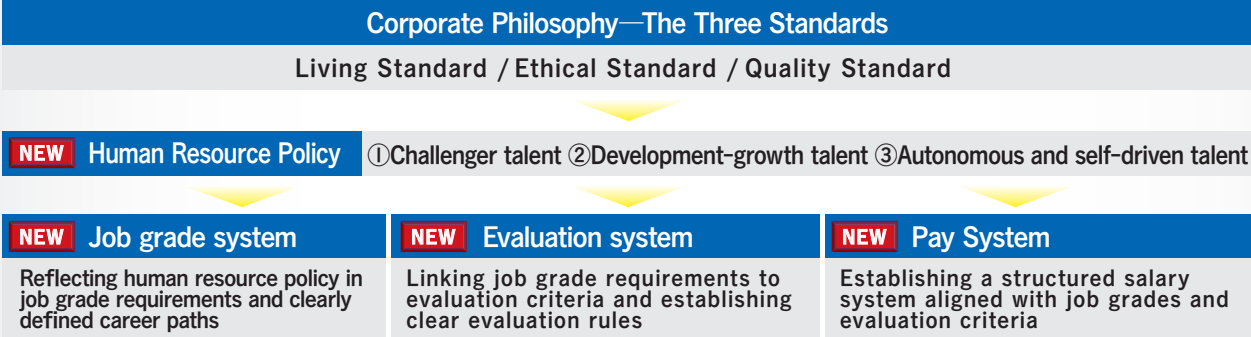 Corporate Philosophy—The Three Standards
Living Standard / Ethical Standard / Quality Standard
NEW Human Resource Policy ①Challenger talent ②Development-growth talent ③Autonomous and self-driven talent
NEW Job grade system
Reflecting human resource policy in
job grade requirements and clearly
defined career paths
NEW Evaluation system
Linking job grade requirements to
evaluation criteria and establishing
clear evaluation rules
NEW Pay System
Establishing a structured salary
system aligned with job grades and
evaluation criteria